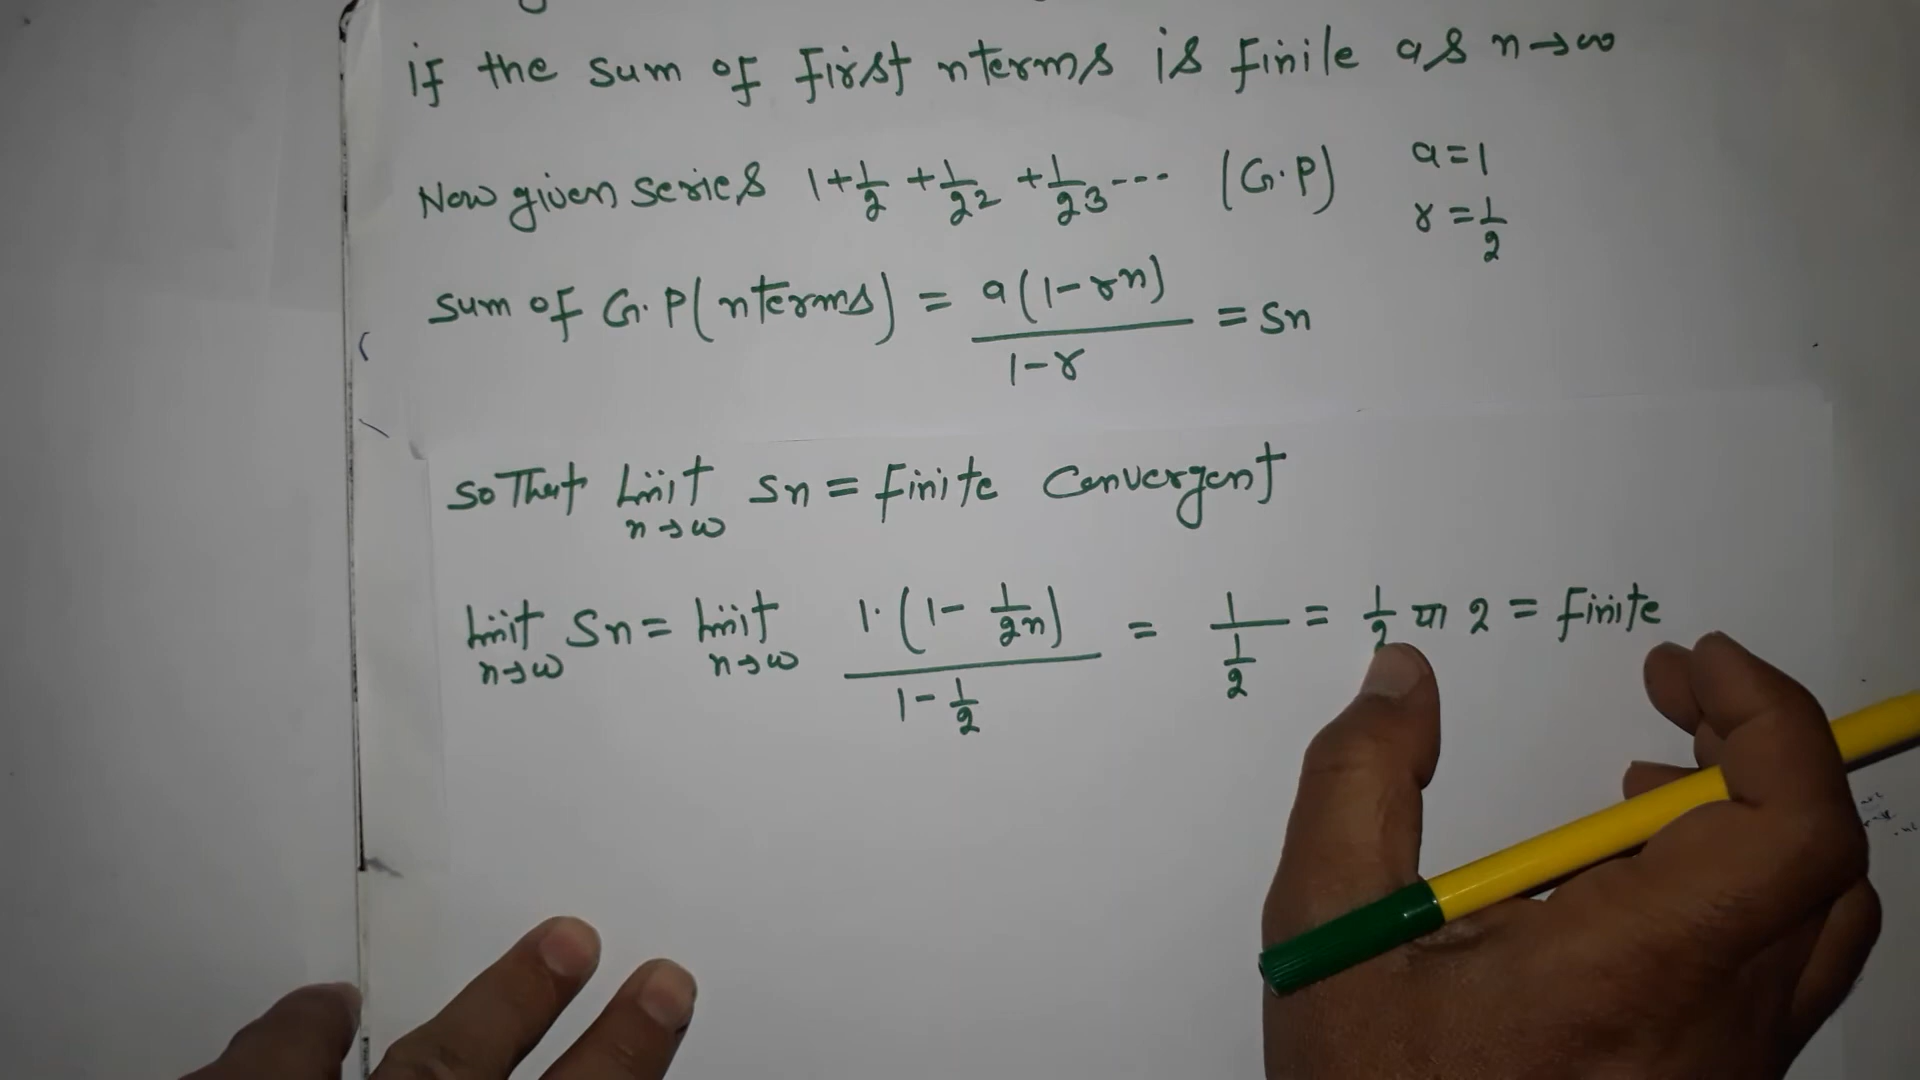 if the sum of first n terms is finile as n→∞
Now given series 1+1/2 +1/2² +1/2³--- (G.P) a=1
r=1/2
sum of G.P(n terms) = a(1-rⁿ)/1-r = Sn
so That Limit n→∞ Sn = finite Convergent
Limit n→∞ Sn = Limit n→∞ 1·(1- 1/2ⁿ)/1-1/2 = 1/1/2 = 1/2 या 2 = finite